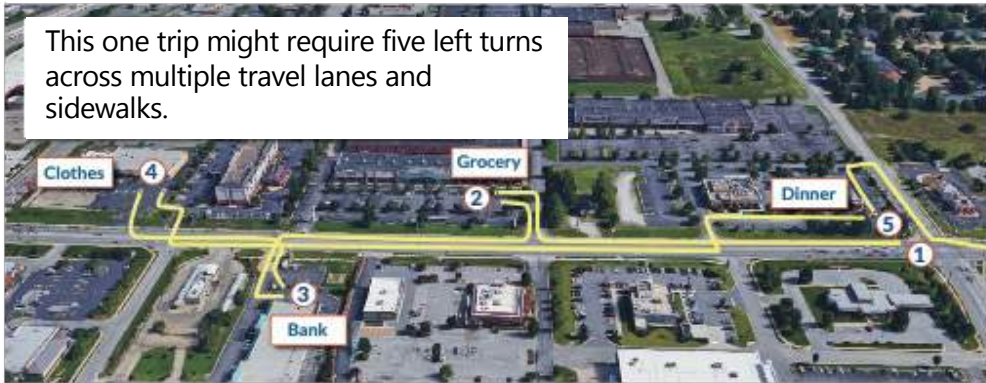 This one trip might require five left turns
across multiple travel lanes and
sidewalks.
Clothes
4
Grocery
2
Dinner
5
1
3
Bank